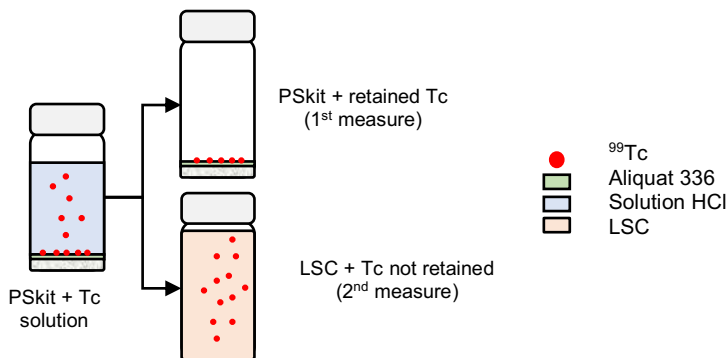 PSkit + retained Tc
(1st measure)
⁹⁹Tc
Aliquat 336
Solution HCl
LSC
LSC + Tc not retained
(2nd measure)
PSkit + Tc
solution